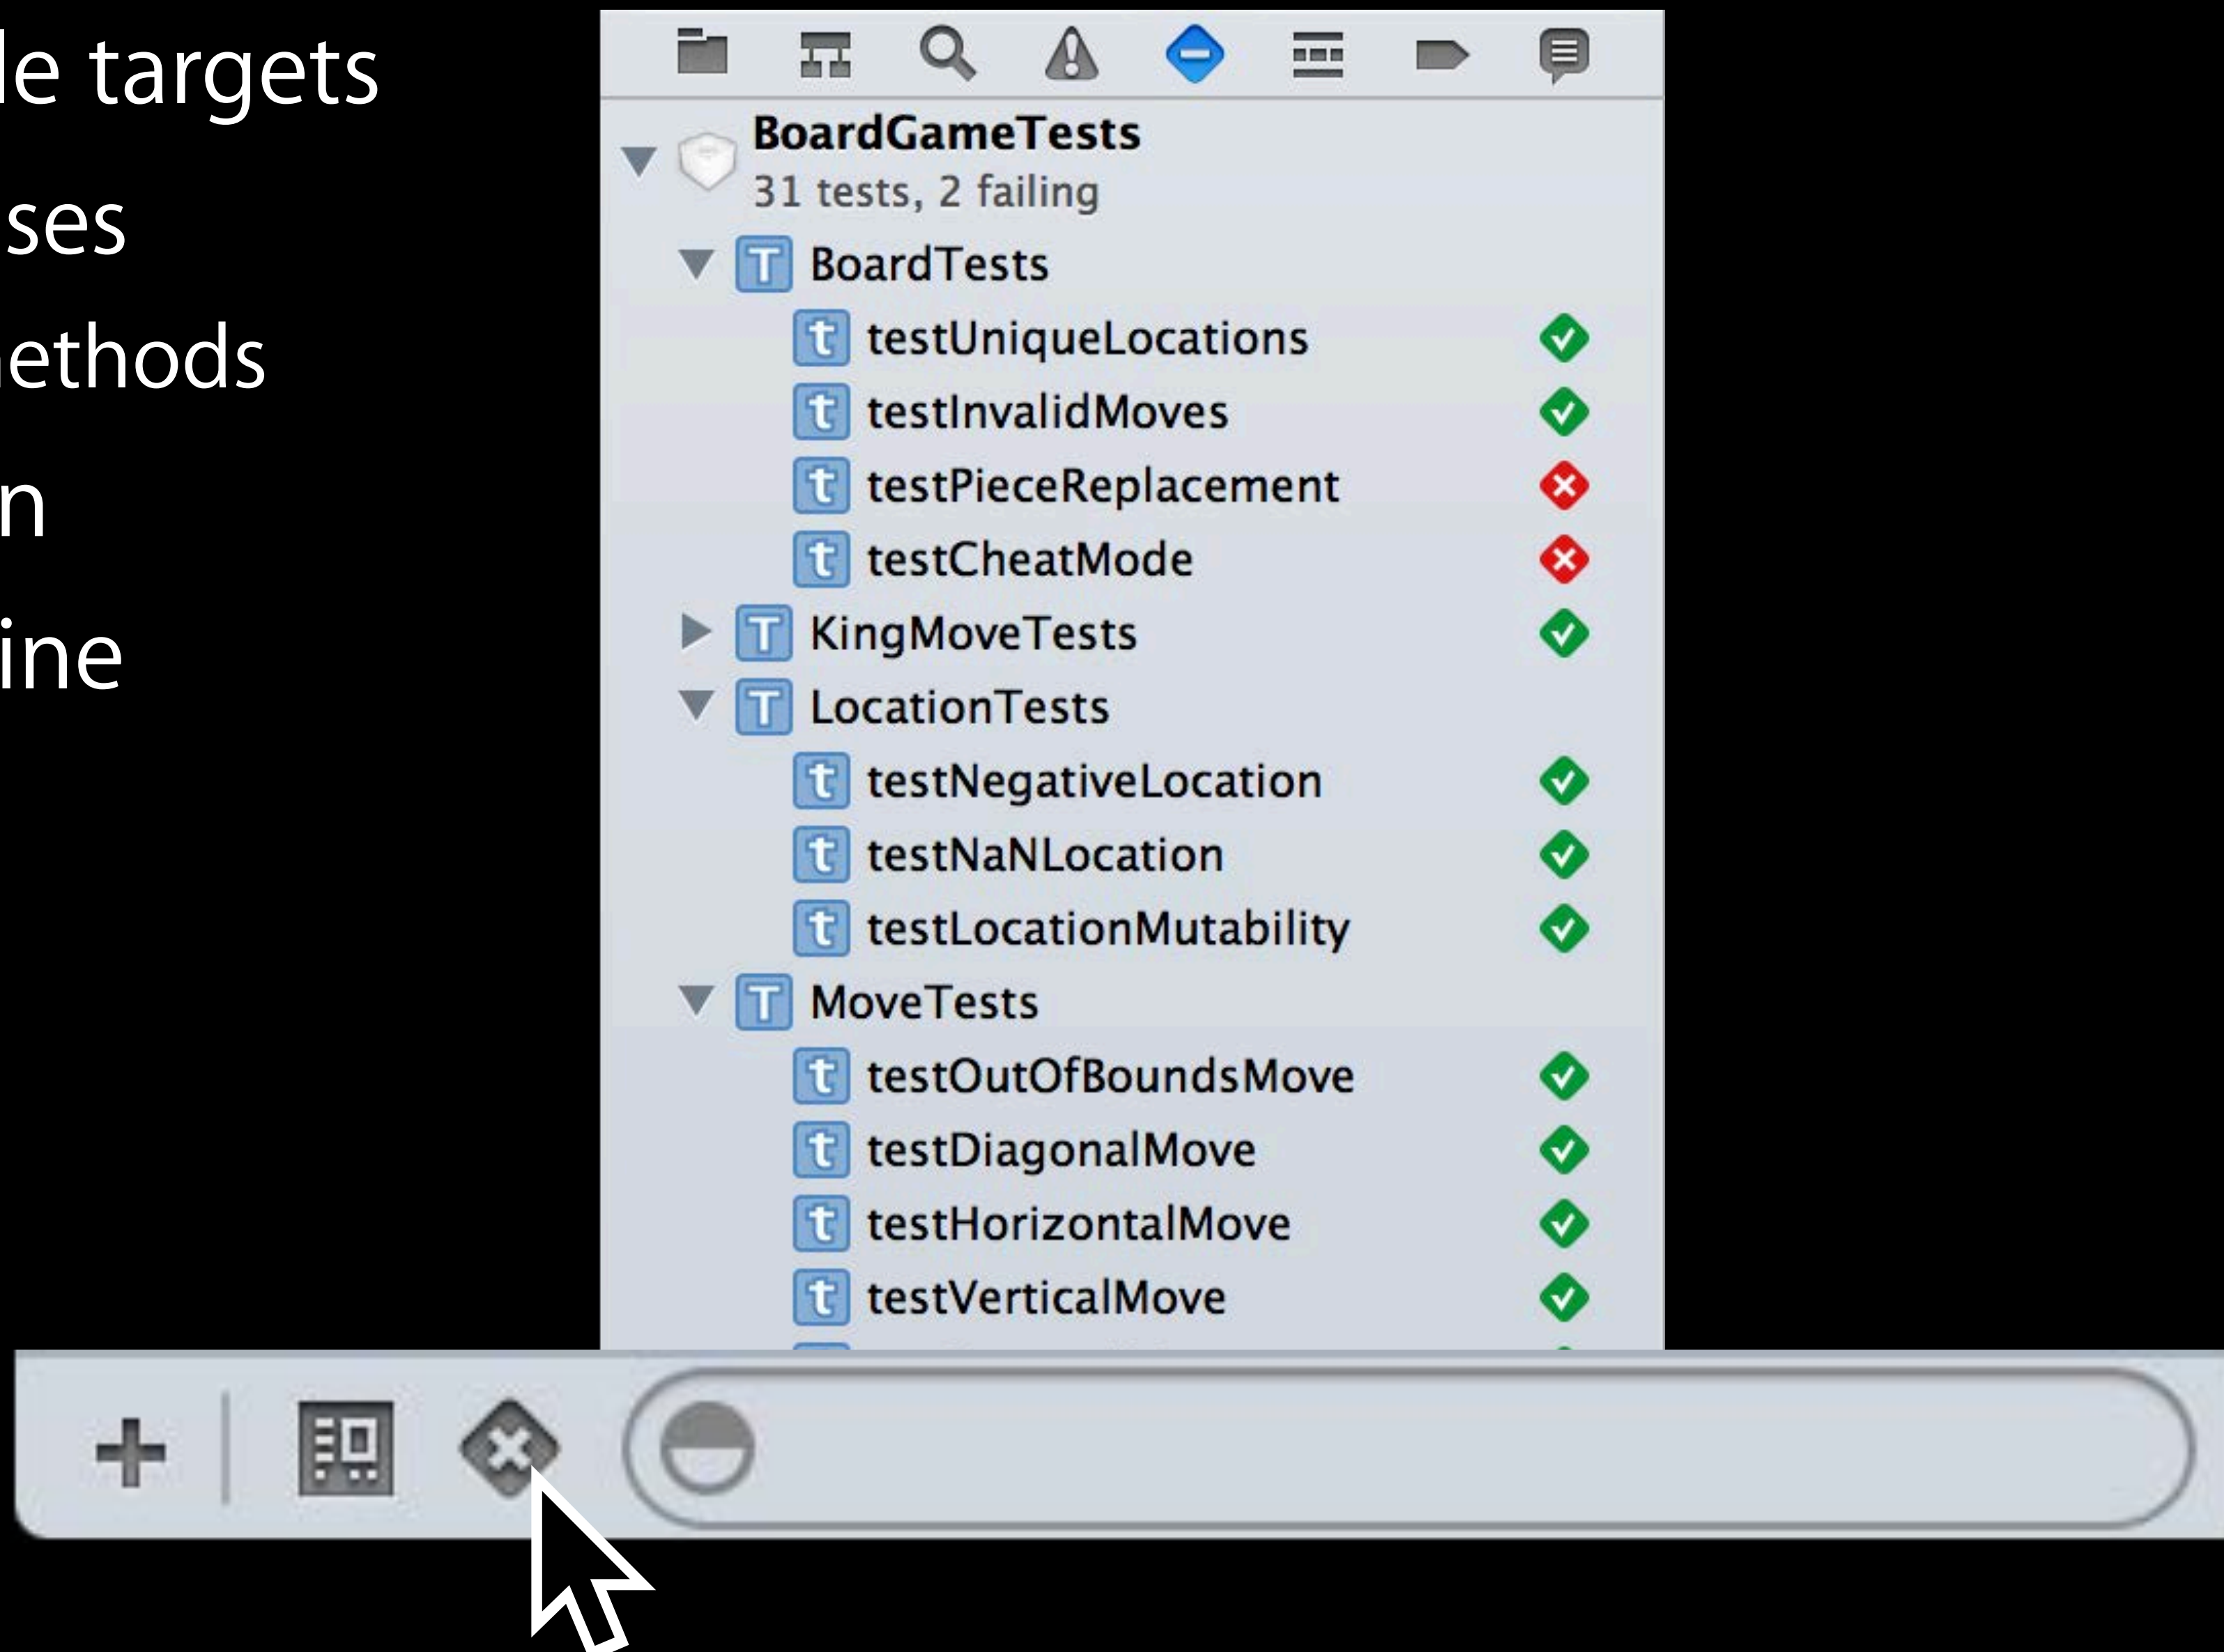 le targets
ses
ethods
n
ine
BoardGameTests
31 tests, 2 failing
T BoardTests
t testUniqueLocations
t testInvalidMoves
t testPieceReplacement
t testCheatMode
T KingMoveTests
T LocationTests
t testNegativeLocation
t testNaNLocation
t testLocationMutability
T MoveTests
t testOutOfBoundsMove
t testDiagonalMove
t testHorizontalMove
t testVerticalMove